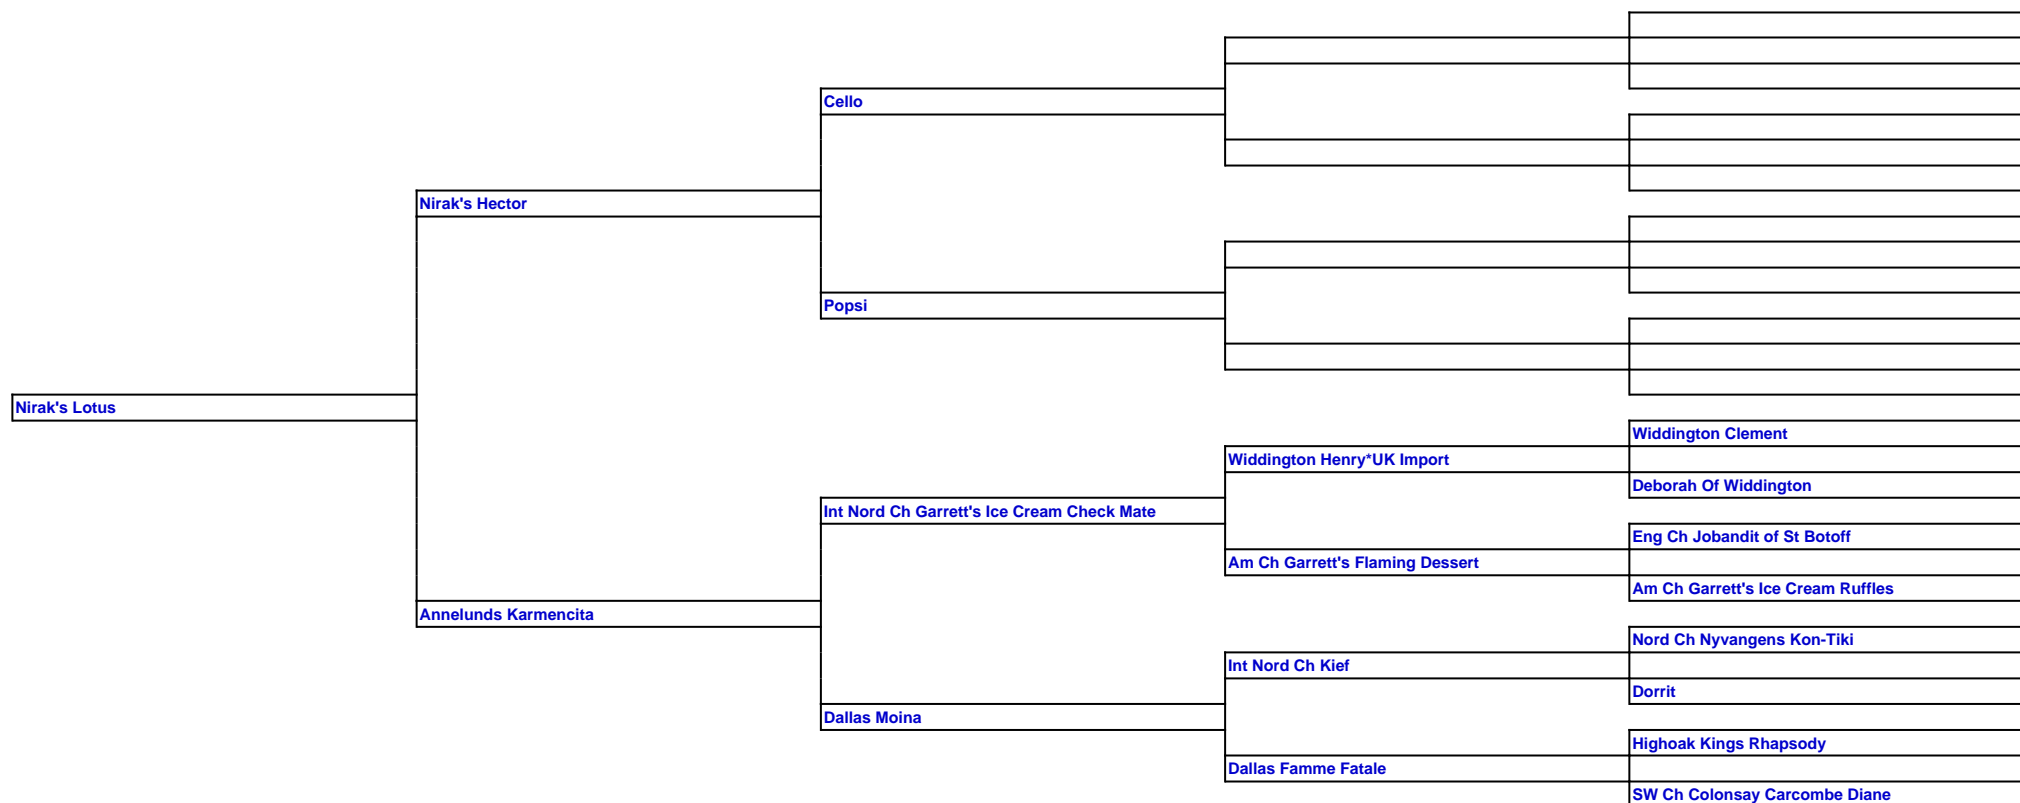 Cello
Nirak's Hector
Popsi
Nirak's Lotus
Widdington Clement
Widdington Henry*UK Import
Deborah Of Widdington
Int Nord Ch Garrett's Ice Cream Check Mate
Eng Ch Jobandit of St Botoff
Am Ch Garrett's Flaming Dessert
Am Ch Garrett's Ice Cream Ruffles
Annelunds Karmencita
Nord Ch Nyvangens Kon-Tiki
Int Nord Ch Kief
Dorrit
Dallas Moina
Highoak Kings Rhapsody
Dallas Famme Fatale
SW Ch Colonsay Carcombe Diane